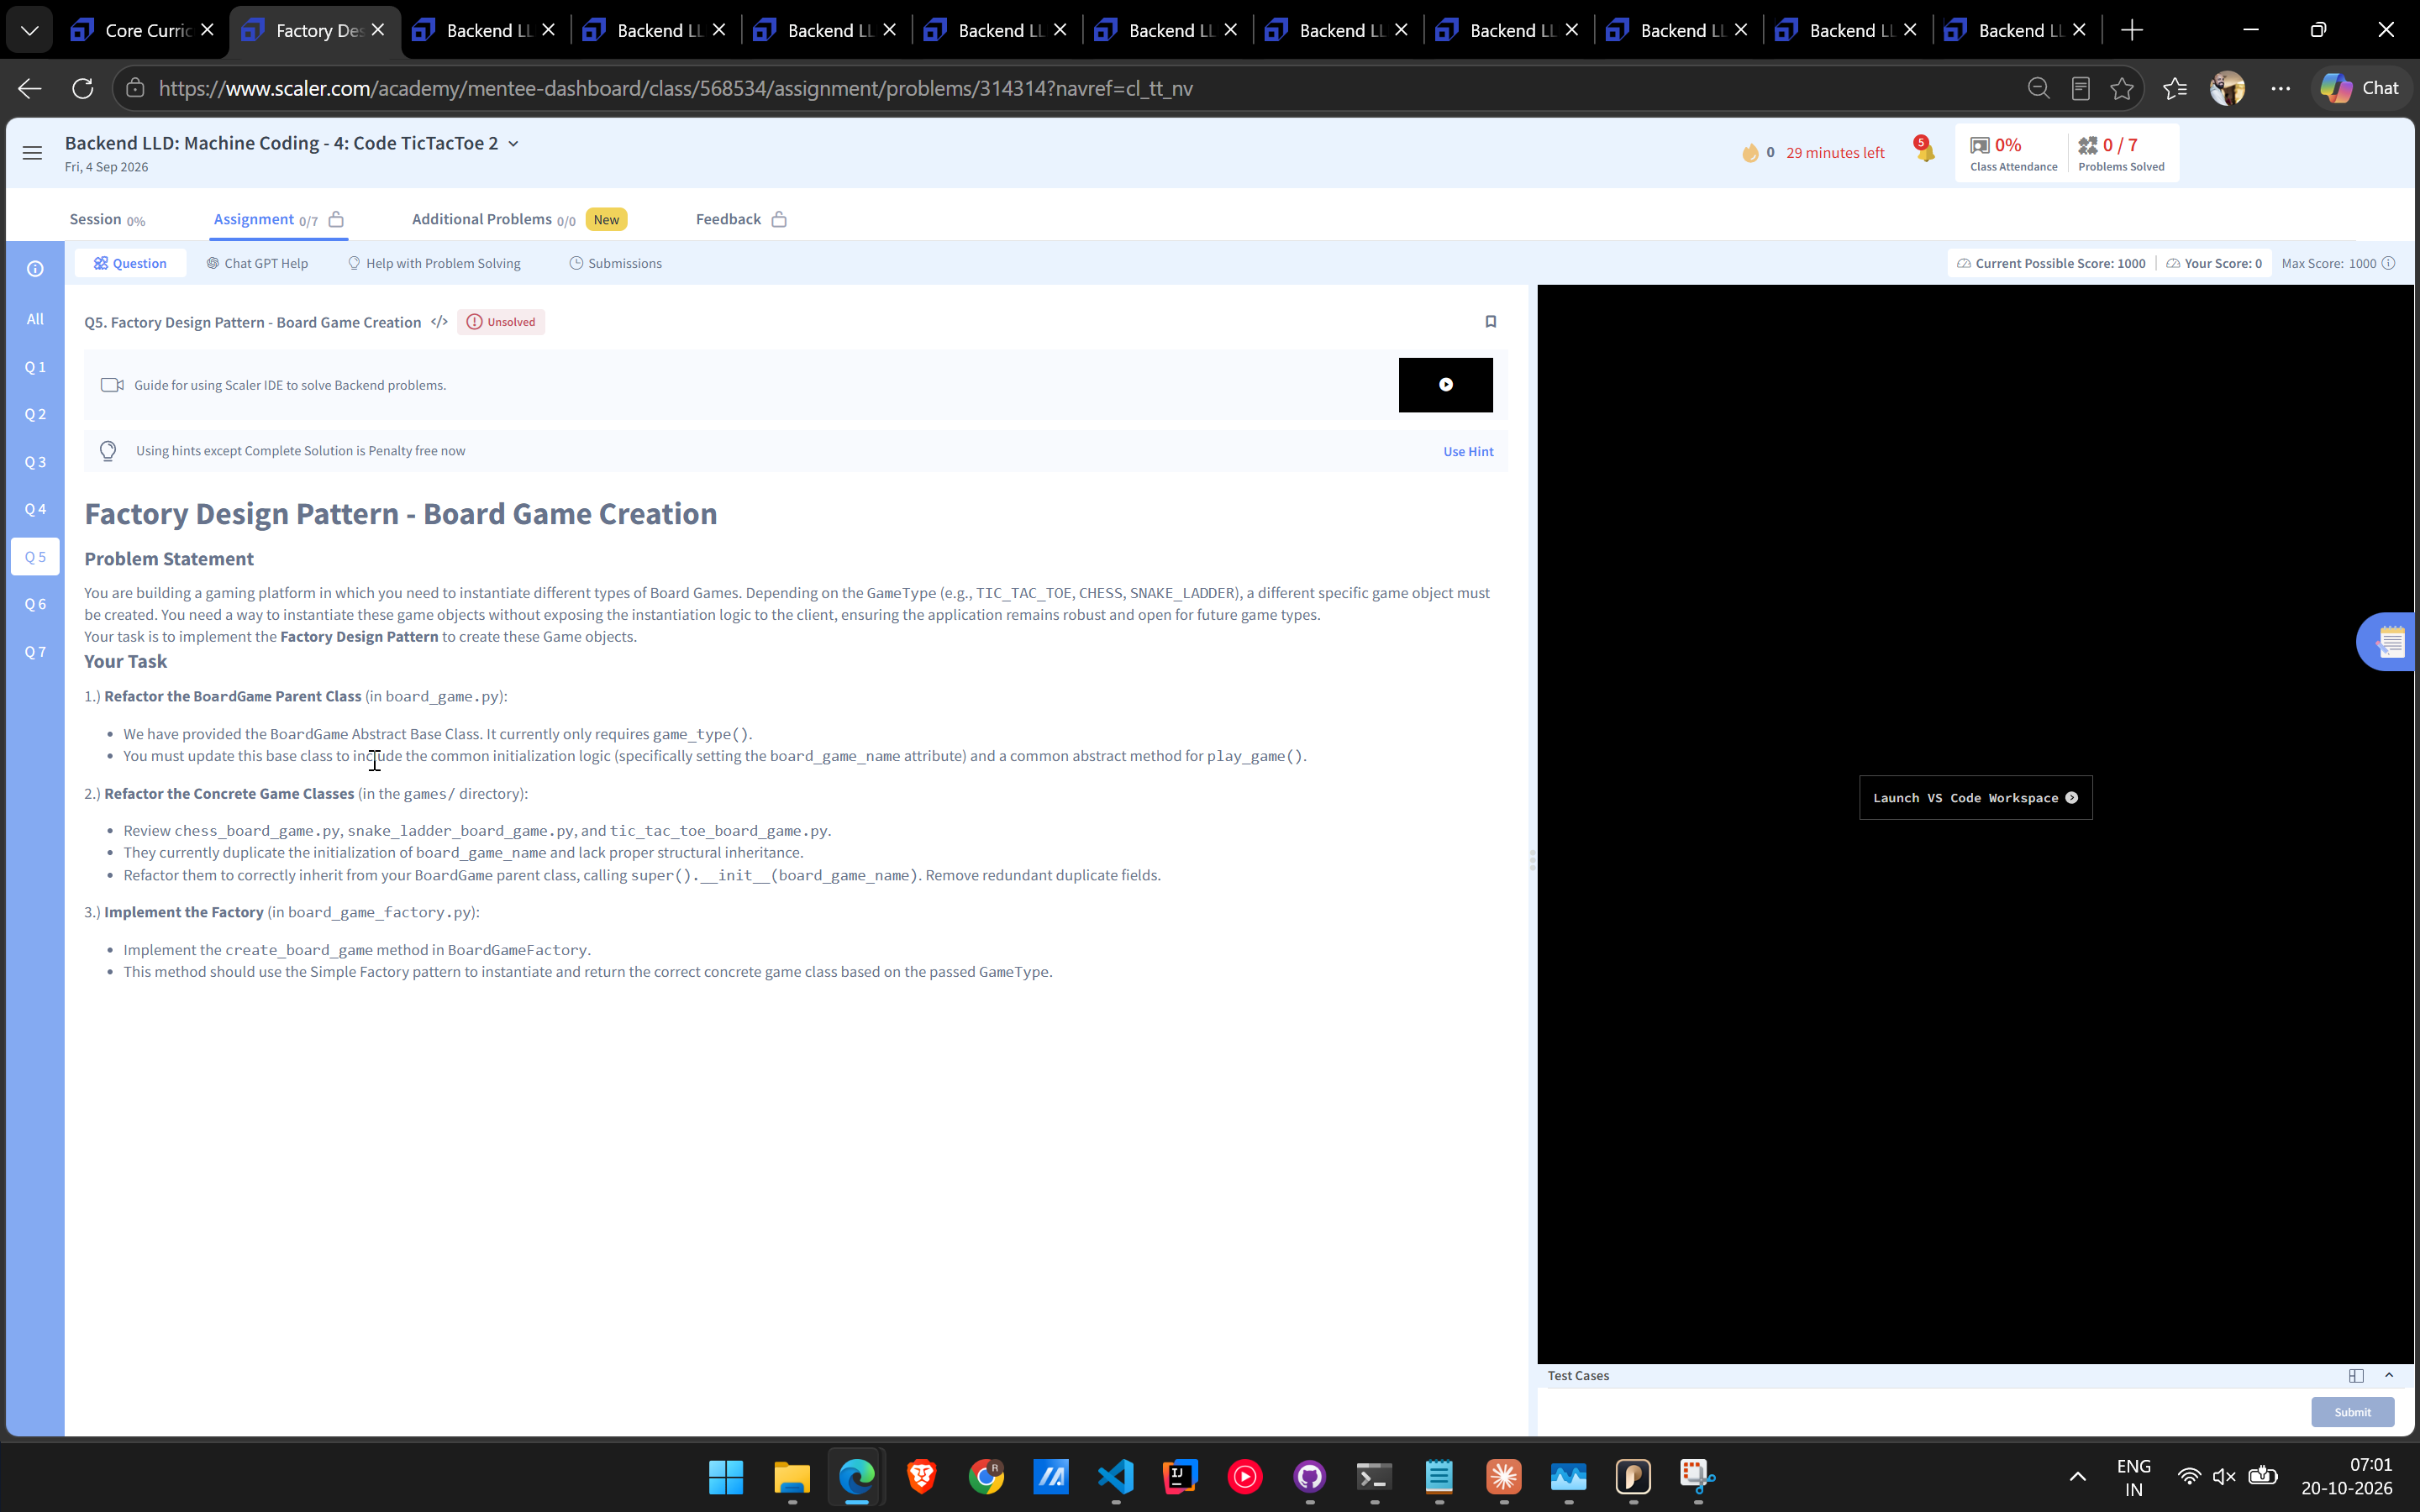 Core Curric
Factory Des
Backend LL
Backend LL
Backend LL
Backend LL
Backend LL
Backend LL
Backend LL
Backend LL
Backend LL
Backend LL
https://www.scaler.com/academy/mentee-dashboard/class/568534/assignment/problems/314314?navref=cl_tt_nv
Chat
Backend LLD: Machine Coding - 4: Code TicTacToe 2
Fri, 4 Sep 2026
0 29 minutes left
5
0%
Class Attendance
0 / 7
Problems Solved
Session 0%
Assignment 0/7
Additional Problems 0/0 New
Feedback
Question
Chat GPT Help
Help with Problem Solving
Submissions
Current Possible Score: 1000
Your Score: 0
Max Score: 1000
All
Q 1
Q 2
Q 3
Q 4
Q 5
Q 6
Q 7
Q5. Factory Design Pattern - Board Game Creation </> Unsolved
Guide for using Scaler IDE to solve Backend problems.
Using hints except Complete Solution is Penalty free now
Use Hint
Factory Design Pattern - Board Game Creation
Problem Statement
You are building a gaming platform in which you need to instantiate different types of Board Games. Depending on the GameType (e.g., TIC_TAC_TOE, CHESS, SNAKE_LADDER), a different specific game object must
be created. You need a way to instantiate these game objects without exposing the instantiation logic to the client, ensuring the application remains robust and open for future game types.
Your task is to implement the Factory Design Pattern to create these Game objects.
Your Task
1.) Refactor the BoardGame Parent Class (in board_game.py):
• We have provided the BoardGame Abstract Base Class. It currently only requires game_type().
• You must update this base class to include the common initialization logic (specifically setting the board_game_name attribute) and a common abstract method for play_game().
2.) Refactor the Concrete Game Classes (in the games/ directory):
• Review chess_board_game.py, snake_ladder_board_game.py, and tic_tac_toe_board_game.py.
• They currently duplicate the initialization of board_game_name and lack proper structural inheritance.
• Refactor them to correctly inherit from your BoardGame parent class, calling super().__init__(board_game_name). Remove redundant duplicate fields.
3.) Implement the Factory (in board_game_factory.py):
• Implement the create_board_game method in BoardGameFactory.
• This method should use the Simple Factory pattern to instantiate and return the correct concrete game class based on the passed GameType.
Launch VS Code Workspace
Test Cases
Submit
R
IJ
ENG
IN
07:01
20-10-2026